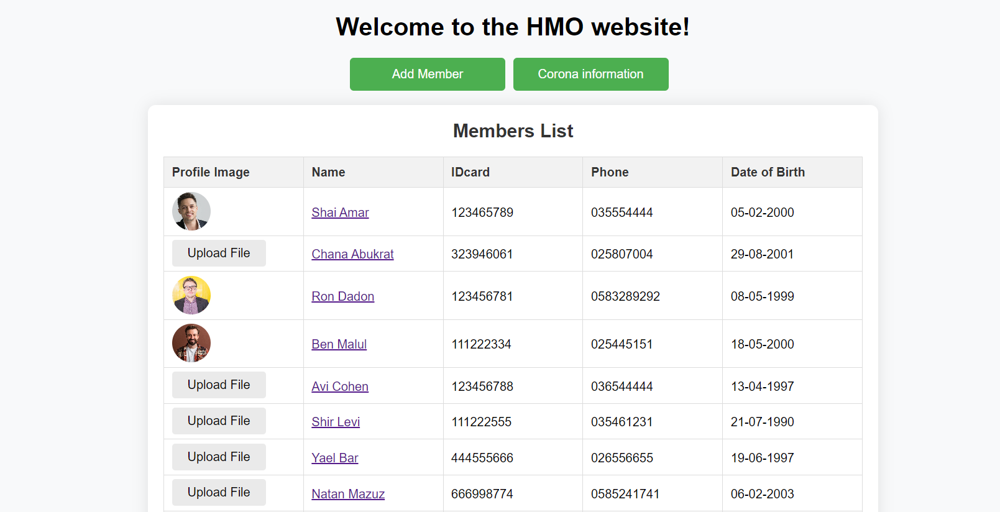 Welcome to the HMO website!
Add Member Corona information
Members List
Profile Image Name IDcard Phone Date of Birth
Shai Amar 123465789 035554444 05-02-2000
Upload File Chana Abukrat 323946061 025807004 29-08-2001
Ron Dadon 123456781 0583289292 08-05-1999
Ben Malul 111222334 025445151 18-05-2000
Upload File Avi Cohen 123456788 036544444 13-04-1997
Upload File Shir Levi 111222555 035461231 21-07-1990
Upload File Yael Bar 444555666 026556655 19-06-1997
Upload File Natan Mazuz 666998774 0585241741 06-02-2003